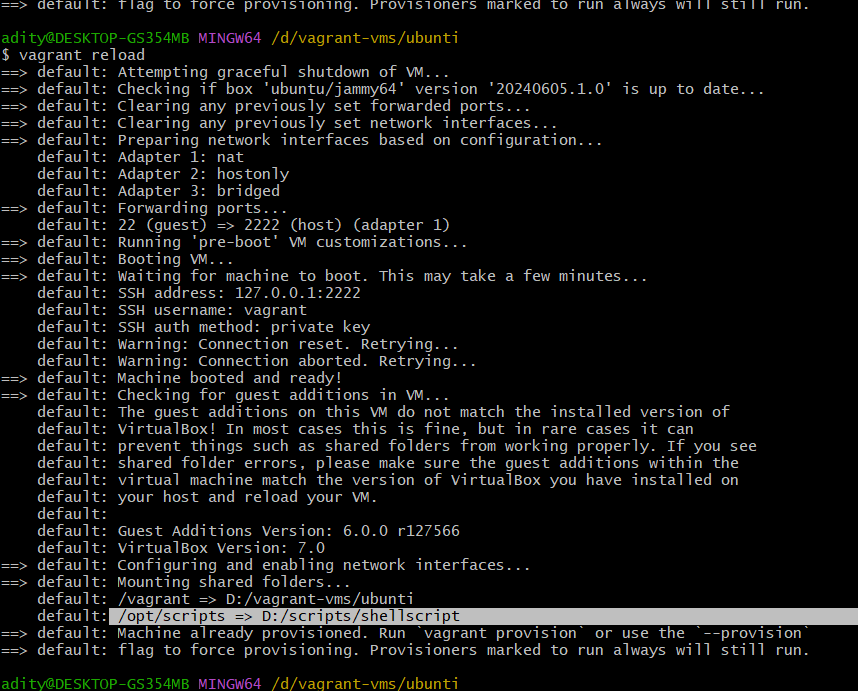 ==> default: flag to force provisioning. Provisioners marked to run always will still run.
adity@DESKTOP-GS354MB MINGW64 /d/vagrant-vms/ubunti
$ vagrant reload
==> default: Attempting graceful shutdown of VM...
==> default: Checking if box 'ubuntu/jammy64' version '20240605.1.0' is up to date...
==> default: Clearing any previously set forwarded ports...
==> default: Clearing any previously set network interfaces...
==> default: Preparing network interfaces based on configuration...
    default: Adapter 1: nat
    default: Adapter 2: hostonly
    default: Adapter 3: bridged
==> default: Forwarding ports...
    default: 22 (guest) => 2222 (host) (adapter 1)
==> default: Running 'pre-boot' VM customizations...
==> default: Booting VM...
==> default: Waiting for machine to boot. This may take a few minutes...
    default: SSH address: 127.0.0.1:2222
    default: SSH username: vagrant
    default: SSH auth method: private key
    default: Warning: Connection reset. Retrying...
    default: Warning: Connection aborted. Retrying...
==> default: Machine booted and ready!
==> default: Checking for guest additions in VM...
    default: The guest additions on this VM do not match the installed version of
    default: VirtualBox! In most cases this is fine, but in rare cases it can
    default: prevent things such as shared folders from working properly. If you see
    default: shared folder errors, please make sure the guest additions within the
    default: virtual machine match the version of VirtualBox you have installed on
    default: your host and reload your VM.
    default:
    default: Guest Additions Version: 6.0.0 r127566
    default: VirtualBox Version: 7.0
==> default: Configuring and enabling network interfaces...
==> default: Mounting shared folders...
    default: /vagrant => D:/vagrant-vms/ubunti
    default: /opt/scripts => D:/scripts/shellscript
==> default: Machine already provisioned. Run `vagrant provision` or use the `--provision`
==> default: flag to force provisioning. Provisioners marked to run always will still run.
adity@DESKTOP-GS354MB MINGW64 /d/vagrant-vms/ubunti